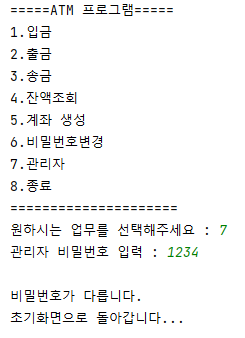 =====ATM 프로그램=====
1.입금
2.출금
3.송금
4.잔액조회
5.계좌 생성
6.비밀번호변경
7.관리자
8.종료
=====================
원하시는 업무를 선택해주세요 : 7
관리자 비밀번호 입력 : 1234
비밀번호가 다릅니다.
초기화면으로 돌아갑니다...